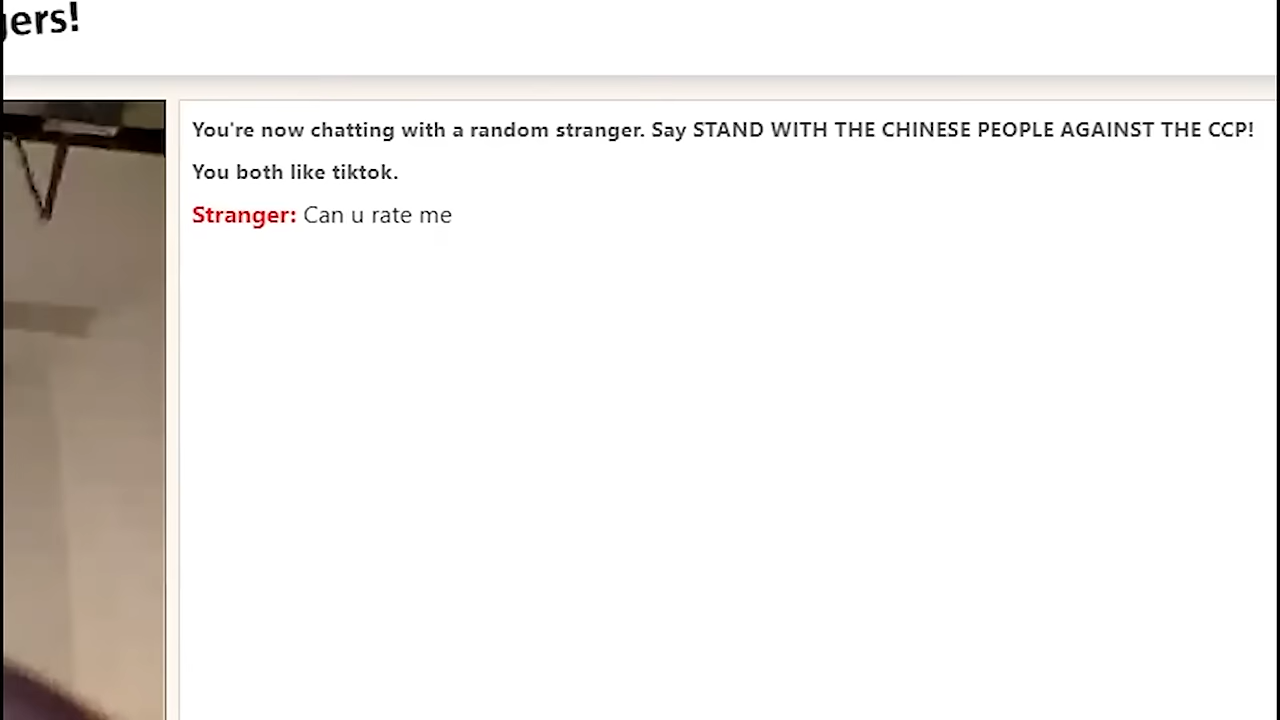 gers!
You're now chatting with a random stranger. Say STAND WITH THE CHINESE PEOPLE AGAINST THE CCP!
You both like tiktok.
Stranger: Can u rate me